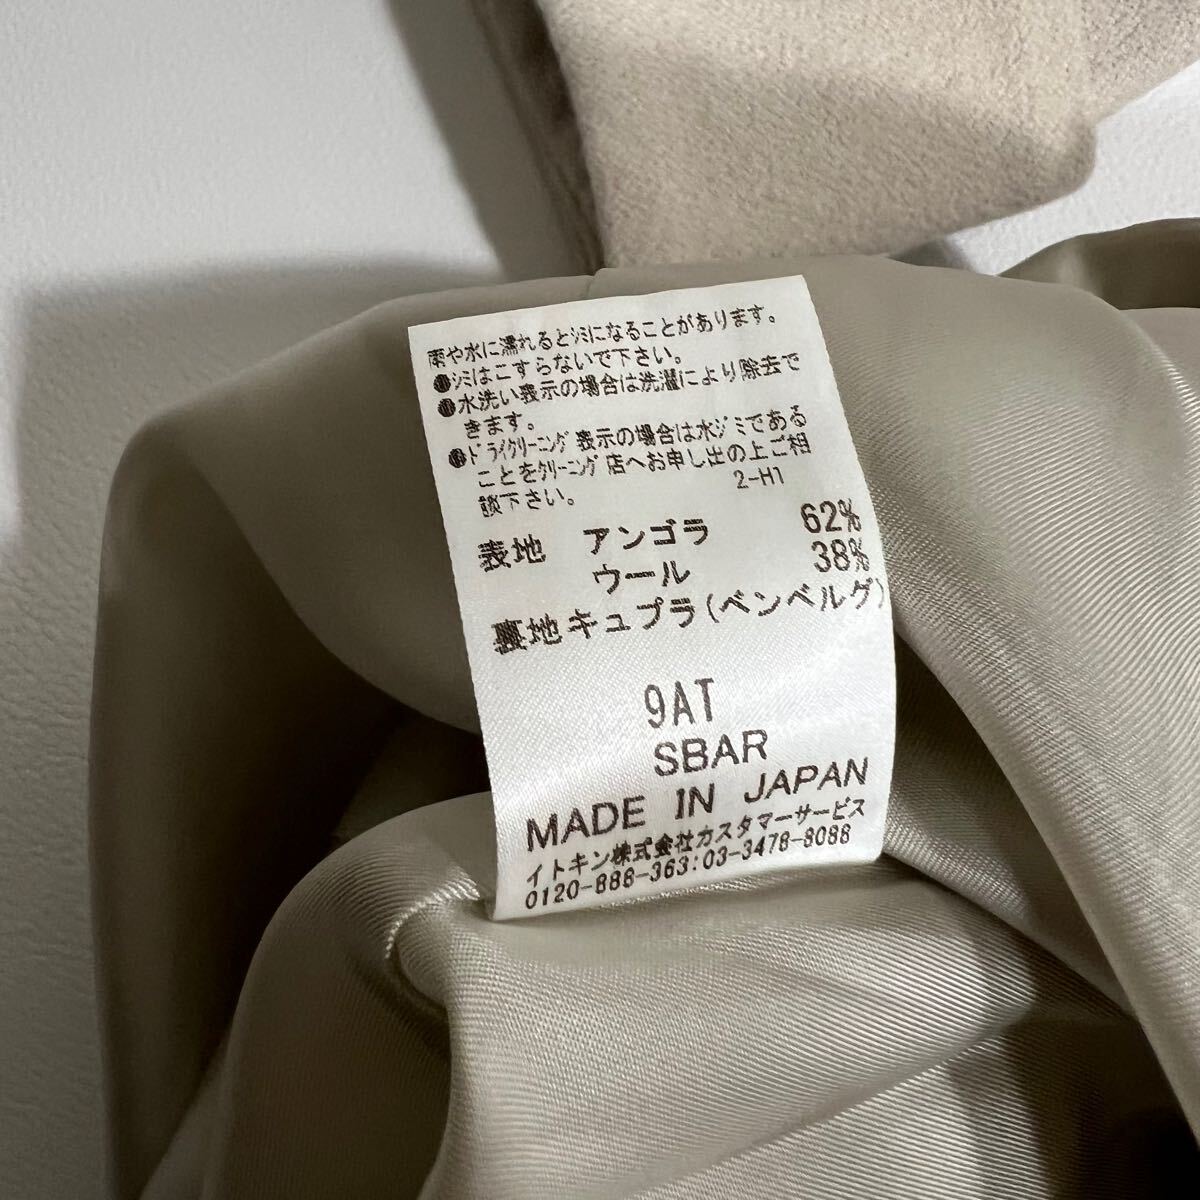 雨や水に濡れるとシミになることがあります。
●シミはこすらないで下さい。
●水洗い表示の場合は洗濯により除去で
きます。
●ドライクリーニング表示の場合は水ジミである
ことをクリーニング店へお申し出の上ご相
談下さい。 2-H1
表地 アンゴラ 62%
ウール 38%
裏地キュプラ(ベンベルグ)
9AT
SBAR
MADE IN JAPAN
イトキン株式会社カスタマーサービス
0120-888-363:03-3478-8088